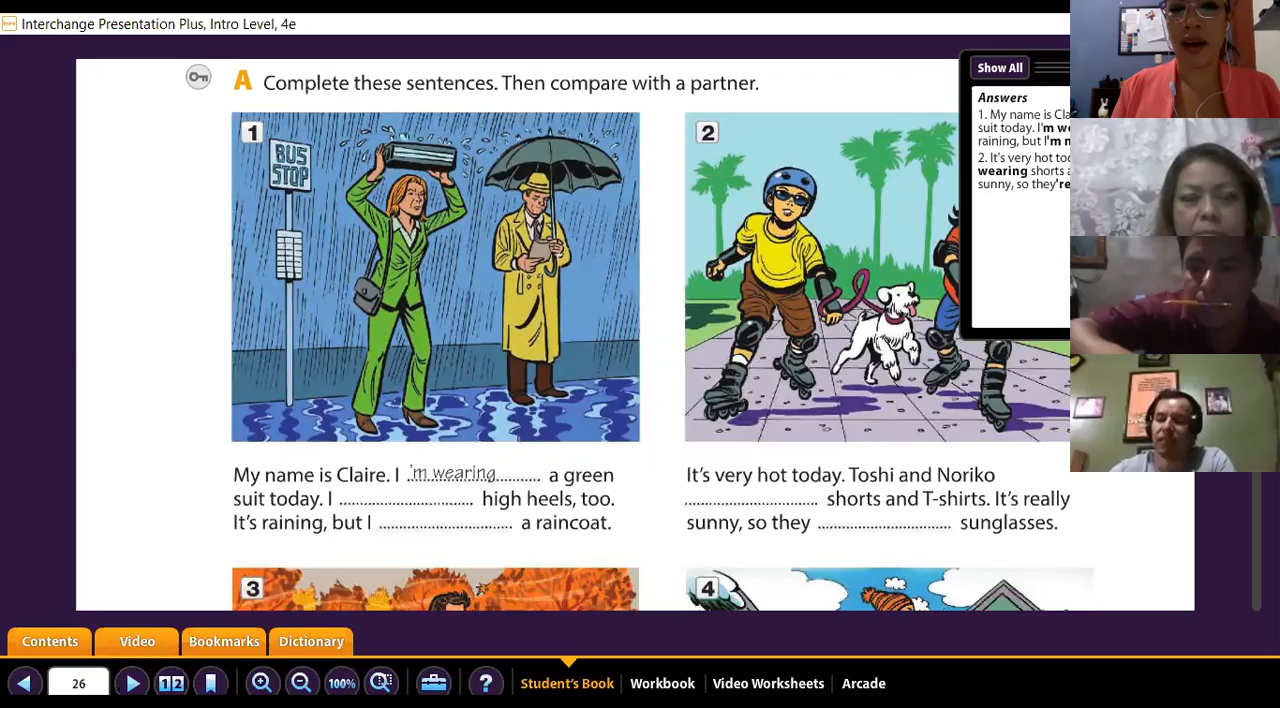 Interchange Presentation Plus, Intro Level, 4e
A Complete these sentences. Then compare with a partner.
Show All
Answers
1. My name is Cla
suit today. I'm we
raining, but I'm n
2. It's very hot to
wearing shorts a
sunny, so they're
1
BUS
STOP
2
My name is Claire. I 'm wearing a green
suit today. I ............................... high heels, too.
It's raining, but I ............................... a raincoat.
It's very hot today. Toshi and Noriko
............................... shorts and T-shirts. It's really
sunny, so they ............................... sunglasses.
3
4
Contents
Video
Bookmarks
Dictionary
26
1 2
100%
?
Student's Book
Workbook
Video Worksheets
Arcade